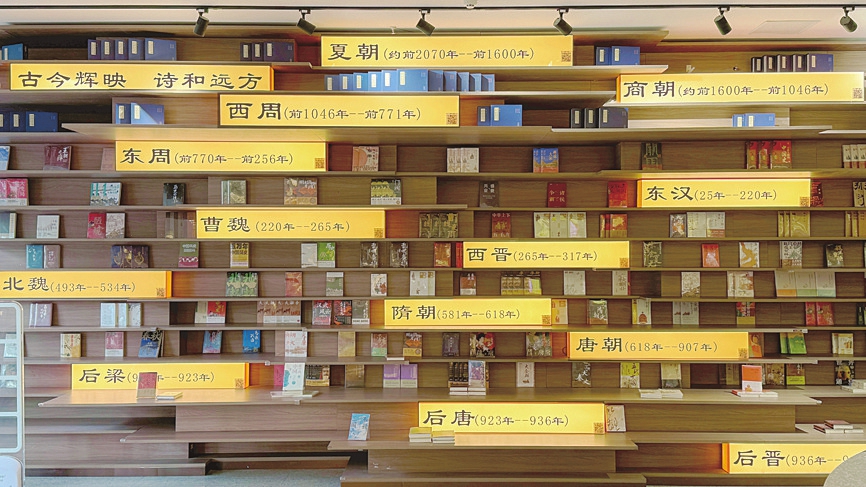 夏朝(约前2070年--前1600年)
古今辉映 诗和远方
商朝(约前1600年--前1046年)
西周(前1046年--前771年)
东周(前770年--前256年)
东汉(25年--220年)
曹魏(220年--265年)
西晋(265年--317年)
北魏(493年--534年)
隋朝(581年--618年)
唐朝(618年--907年)
后梁(9 年--923年)
后唐(923年--936年)
后晋(936年--9